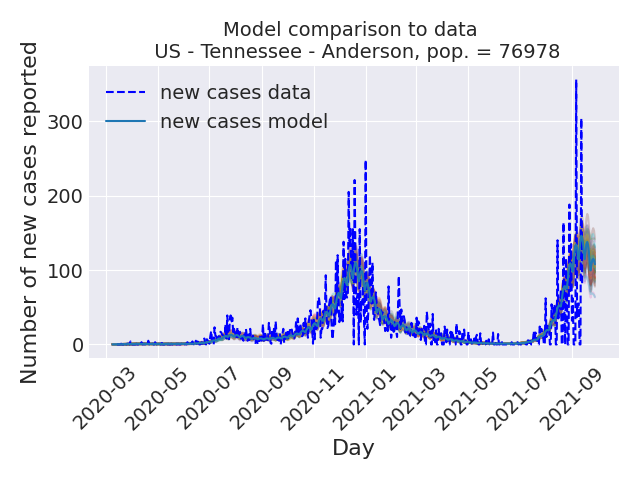 Model comparison to data
US - Tennessee - Anderson, pop. = 76978
Number of new cases reported
300
200
100
0
new cases data
new cases model
2020-03
2020-05
2020-07
2020-09
2020-11
2021-01
2021-03
2021-05
2021-07
2021-09
Day